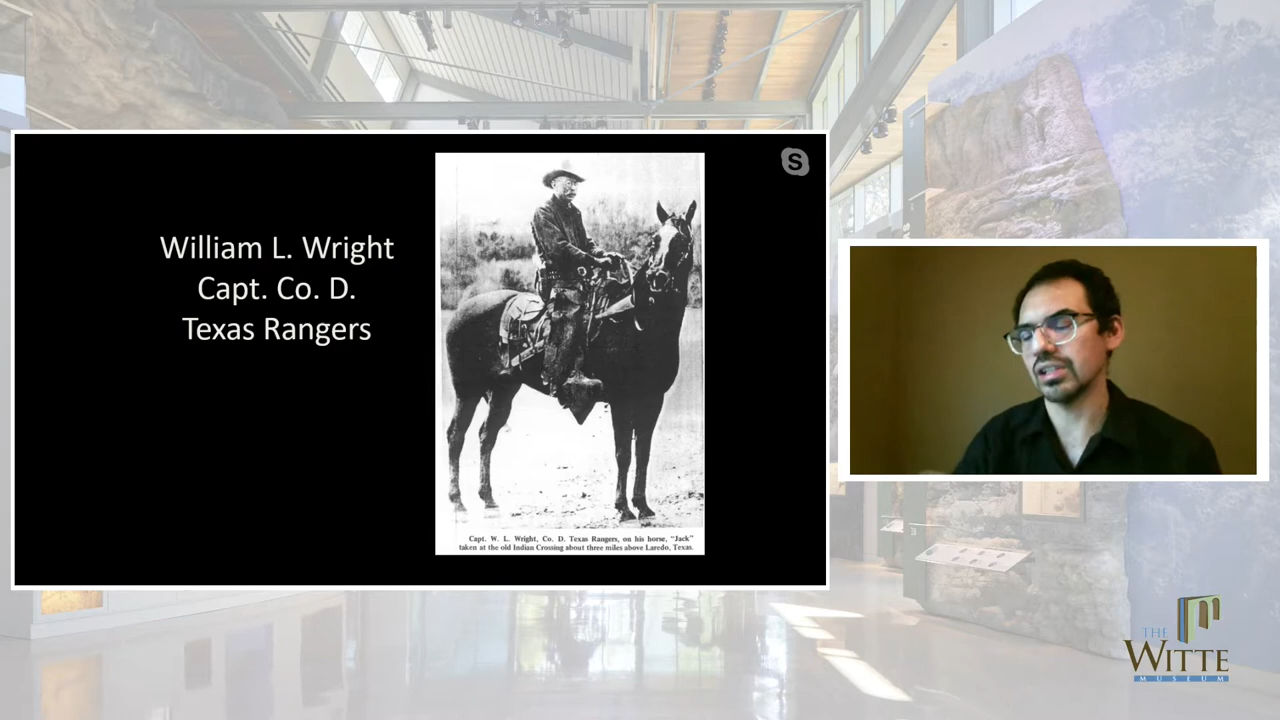 William L. Wright
Capt. Co. D.
Texas Rangers
Capt. W. L. Wright, Co. D. Texas Rangers, on his horse, "Jack"
taken at the old Indian Crossing about three miles above Laredo, Texas.
S
THE
WITTE
MUSEUM